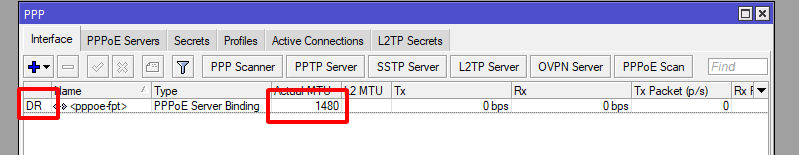 PPP
Interface PPPoE Servers Secrets Profiles Active Connections L2TP Secrets
PPP Scanner PPTP Server SSTP Server L2TP Server OVPN Server PPPoE Scan Find
Name / Type Actual MTU L2 MTU Tx Rx Tx Packet (p/s) Rx F
DR <pppoe-fpt> PPPoE Server Binding 1480 0 bps 0 bps 0